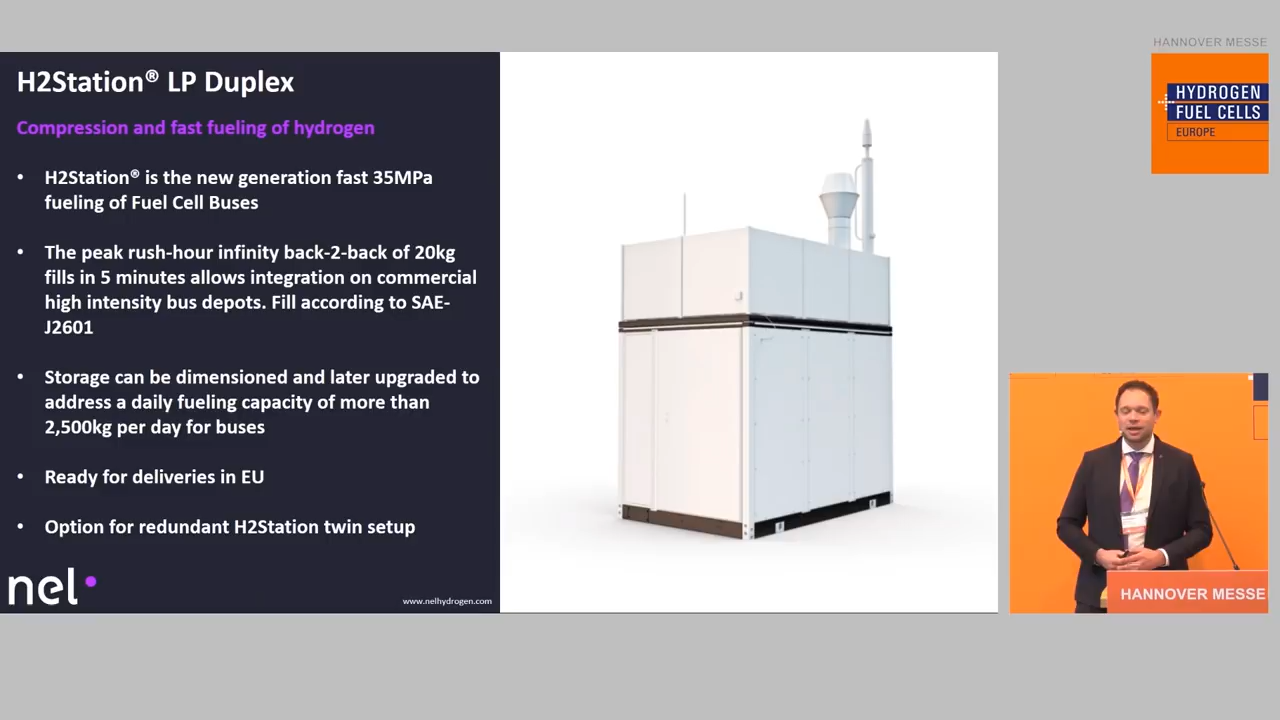 H2Station® LP Duplex
Compression and fast fueling of hydrogen
• H2Station® is the new generation fast 35MPa
fueling of Fuel Cell Buses
• The peak rush-hour infinity back-2-back of 20kg
fills in 5 minutes allows integration on commercial
high intensity bus depots. Fill according to SAE-
J2601
• Storage can be dimensioned and later upgraded to
address a daily fueling capacity of more than
2,500kg per day for buses
• Ready for deliveries in EU
• Option for redundant H2Station twin setup
nel
www.nelhydrogen.com
HANNOVER MESSE
HYDROGEN
FUEL CELLS
EUROPE
HANNOVER MESSE